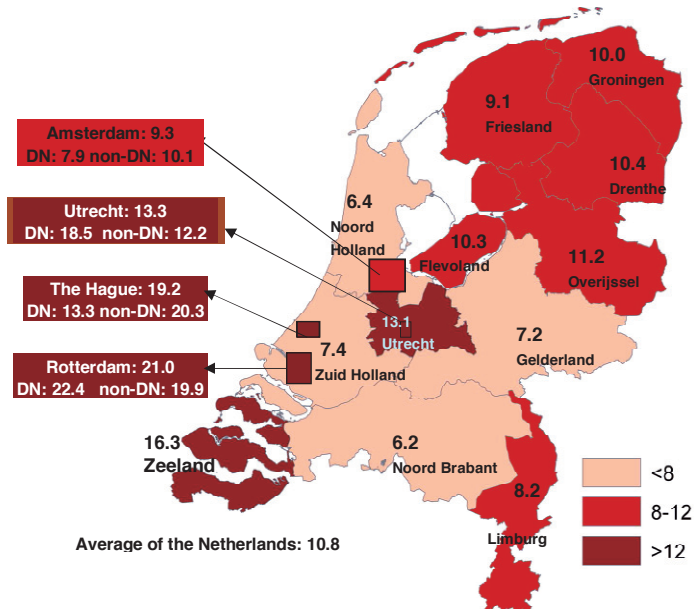 10.0
Groningen
9.1
Friesland
Amsterdam: 9.3
DN: 7.9 non-DN: 10.1
10.4
Drenthe
6.4
Noord
Holland
Utrecht: 13.3
DN: 18.5 non-DN: 12.2
10.3
Flevoland
11.2
Overijssel
The Hague: 19.2
DN: 13.3 non-DN: 20.3
13.1
Utrecht
7.2
Gelderland
7.4
Zuid Holland
Rotterdam: 21.0
DN: 22.4 non-DN: 19.9
16.3
Zeeland
6.2
Noord Brabant
8.2
Limburg
<8
8-12
>12
Average of the Netherlands: 10.8